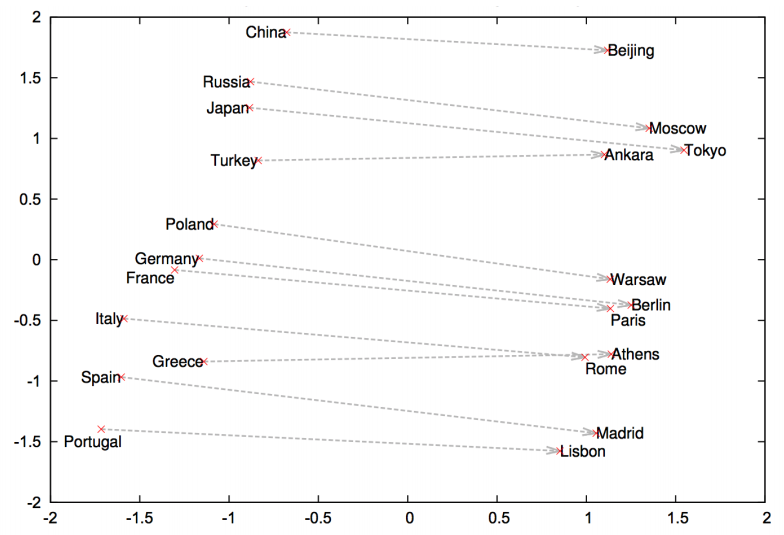 2
China
Beijing
1.5
Russia
Japan
Moscow
1
Tokyo
Turkey
Ankara
0.5
Poland
0
Germany
France
Warsaw
Berlin
-0.5
Italy
Paris
Greece
Athens
Rome
-1
Spain
Madrid
-1.5
Portugal
Lisbon
-2
-2 -1.5 -1 -0.5 0 0.5 1 1.5 2